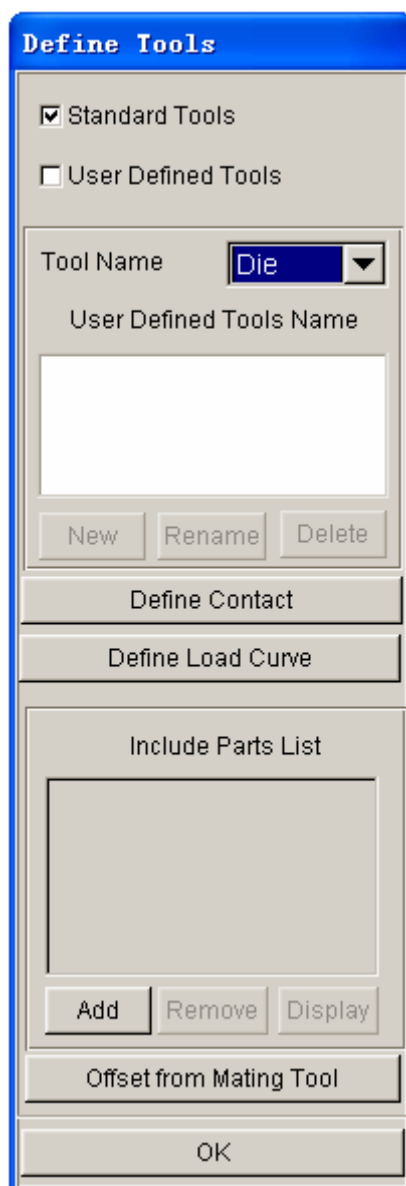 Define Tools
Standard Tools
User Defined Tools
Tool Name Die
User Defined Tools Name
New Rename Delete
Define Contact
Define Load Curve
Include Parts List
Add Remove Display
Offset from Mating Tool
OK